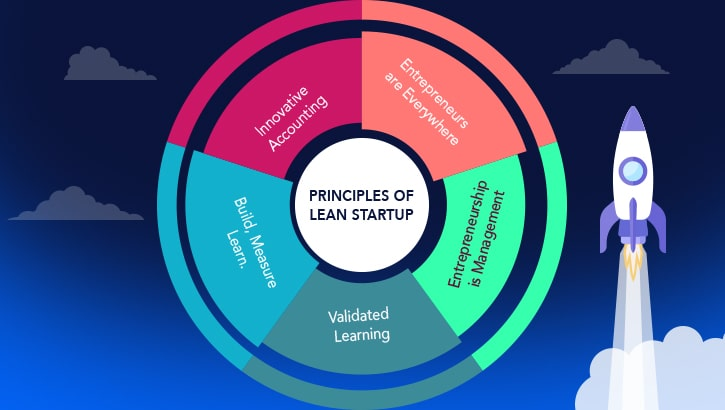 PRINCIPLES OF
LEAN STARTUP
Entrepreneurs
are Everywhere
Entrepreneurship
is Management
Validated
Learning
Build, Measure
Learn.
Innovative
Accounting